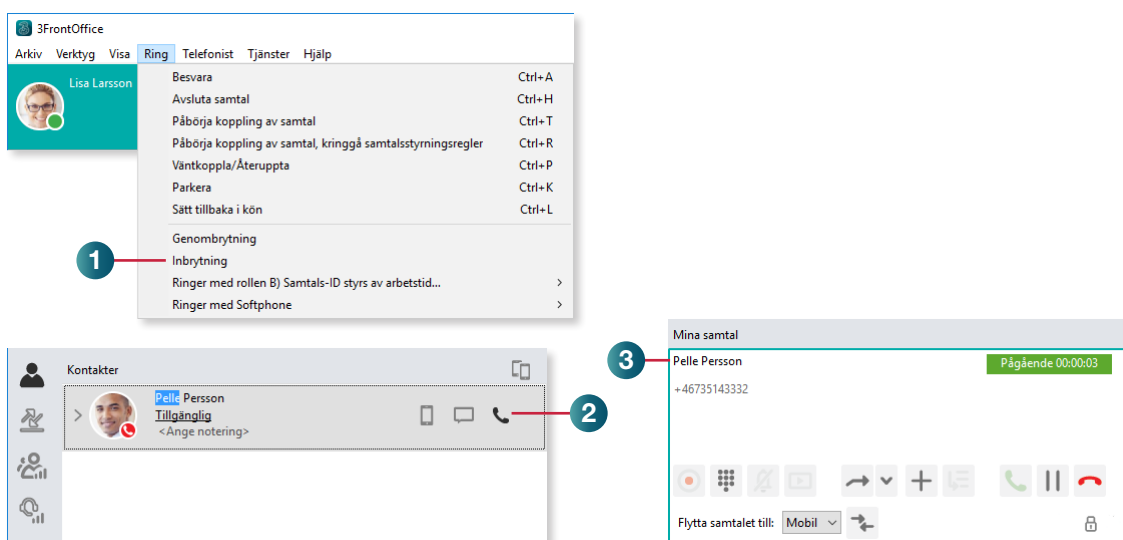 3FrontOffice
Arkiv Verktyg Visa Ring Telefonist Tjänster Hjälp
Lisa Larsson
Besvara Ctrl+A
Avsluta samtal Ctrl+H
Påbörja koppling av samtal Ctrl+T
Påbörja koppling av samtal, kringgå samtalsstyrningsregler Ctrl+R
Väntkoppla/Återuppta Ctrl+P
Parkera Ctrl+K
Sätt tillbaka i kön Ctrl+L
Genombrytning
1 Inbrytning
Ringer med rollen B) Samtals-ID styrs av arbetstid...
Ringer med Softphone
Kontakter
Pelle Persson
Tillgänglig
<Ange notering>
2
Mina samtal
3 Pelle Persson Pågående 00:00:03
+46735143332
Flytta samtalet till: Mobil